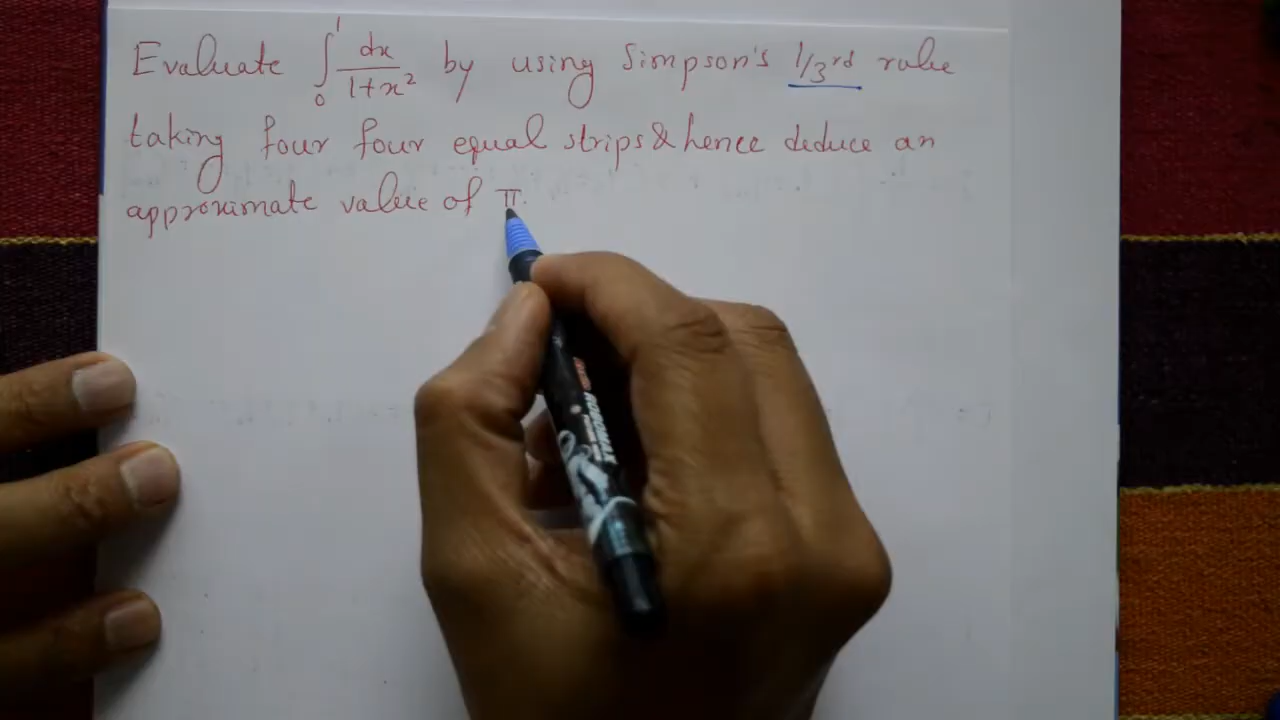 Evaluate ∫₀¹ dx/1+x² by using Simpson's 1/3rd rule
taking four four equal strips & hence deduce an
approximate value of π.